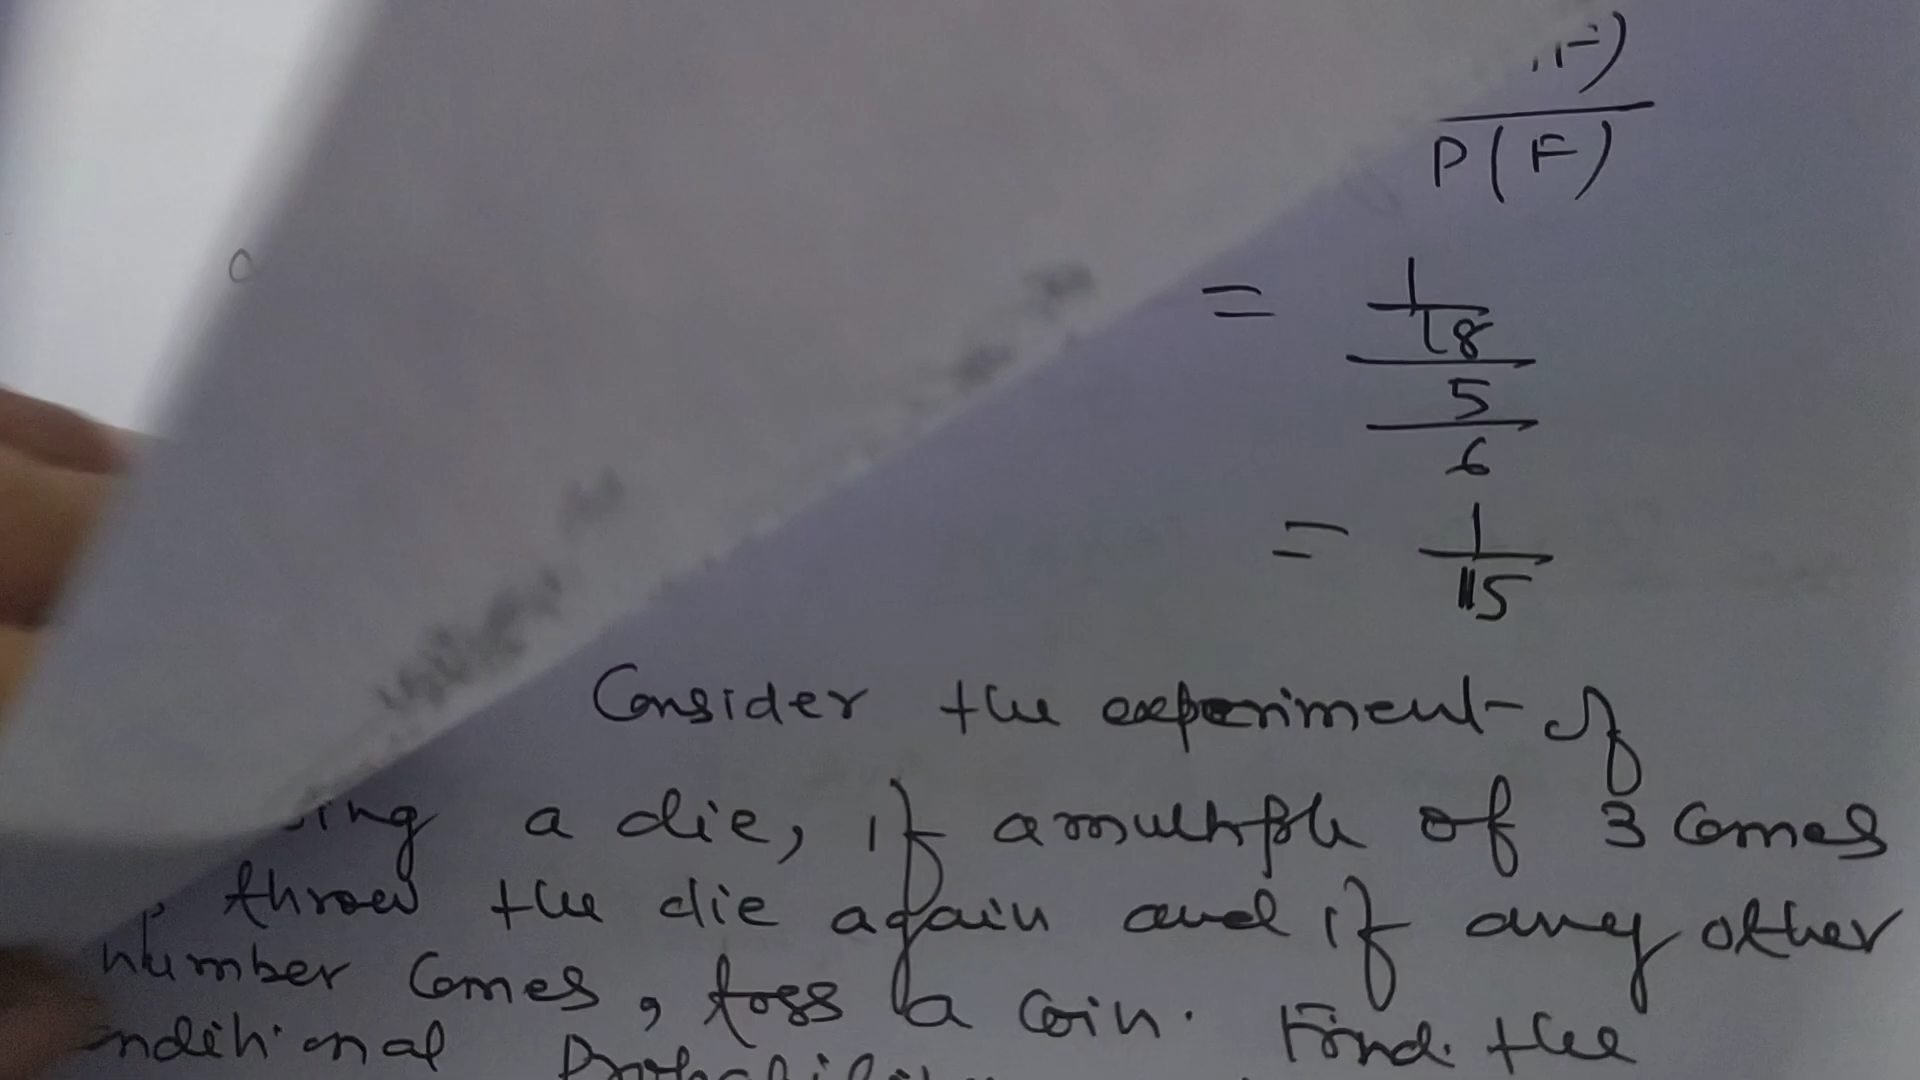 P(F)
= 1/18
5/6
= 1/15
Consider the experiment of
a die, if a multiple of 3 comes
throw the die again and if any other
number comes, toss a coin. Find the